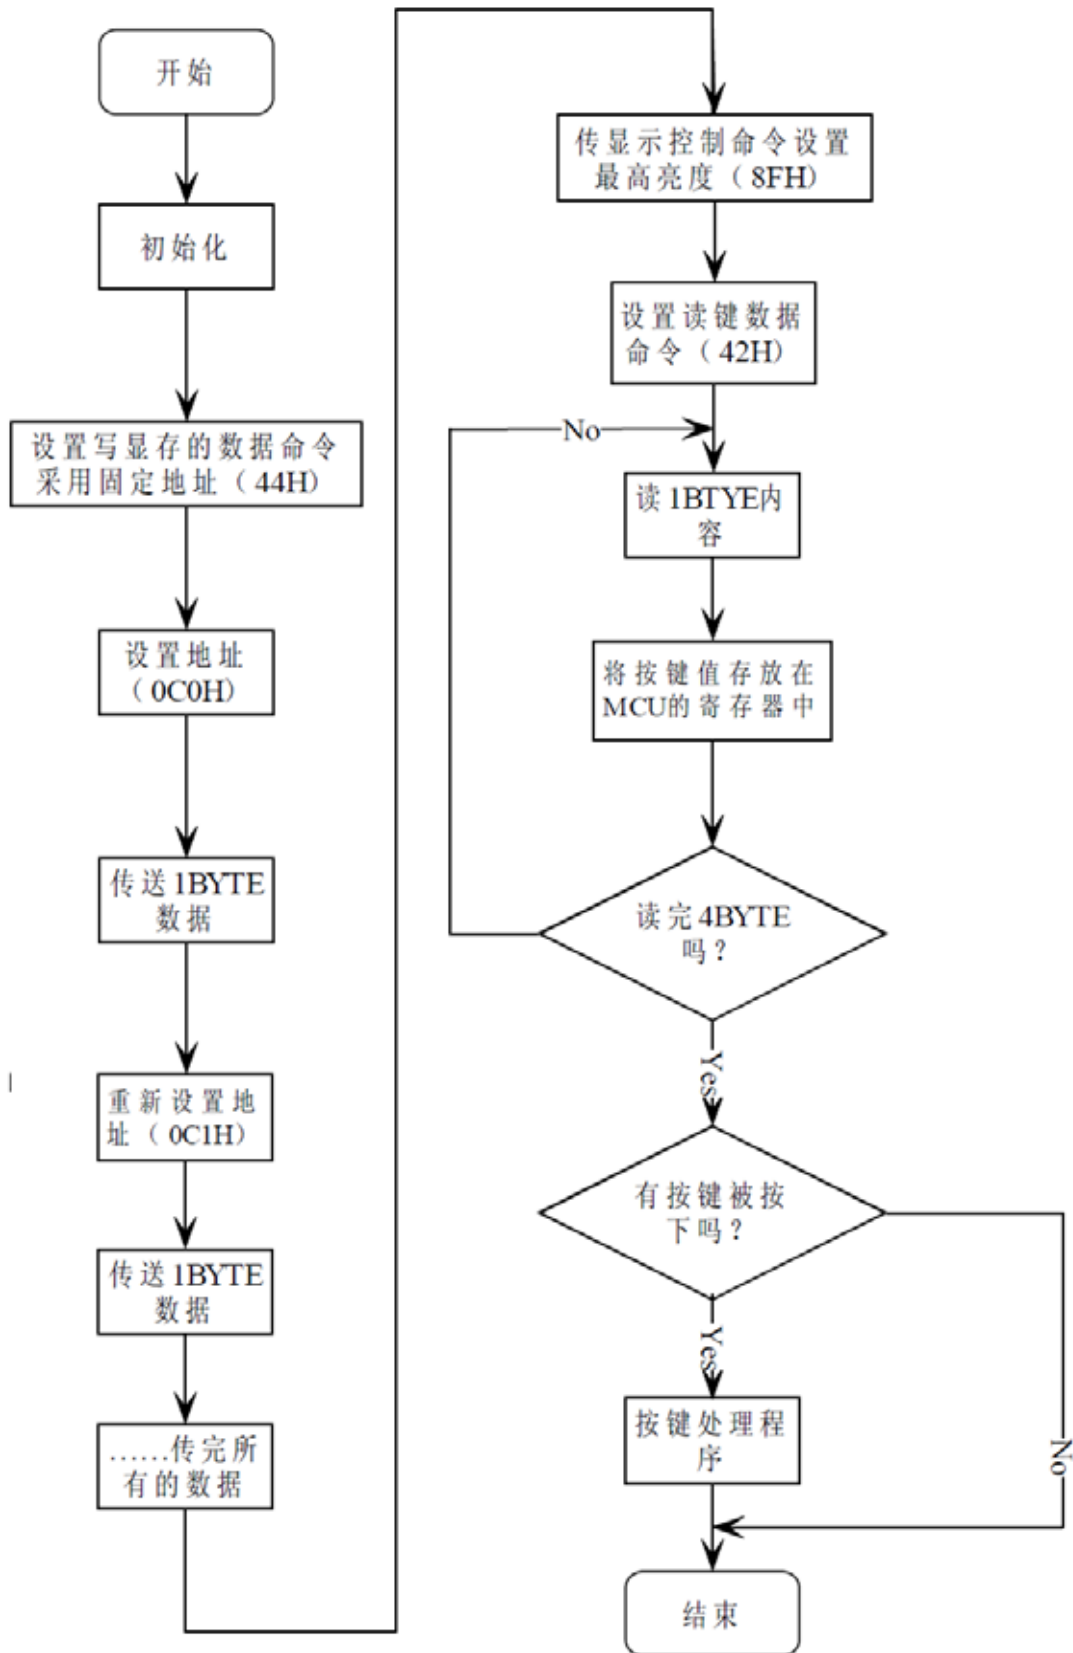 开始
初始化
设置写显存的数据命令
采用固定地址（44H）
设置地址
（0C0H）
传送1BYTE
数据
重新设置地
址（0C1H）
传送1BYTE
数据
……传完所
有的数据
传显示控制命令设置
最高亮度（8FH）
设置读键数据
命令（42H）
No
读1BTYE内
容
将按键值存放在
MCU的寄存器中
读完4BYTE
吗？
Yes
有按键被按
下吗？
Yes
No
按键处理程
序
结束